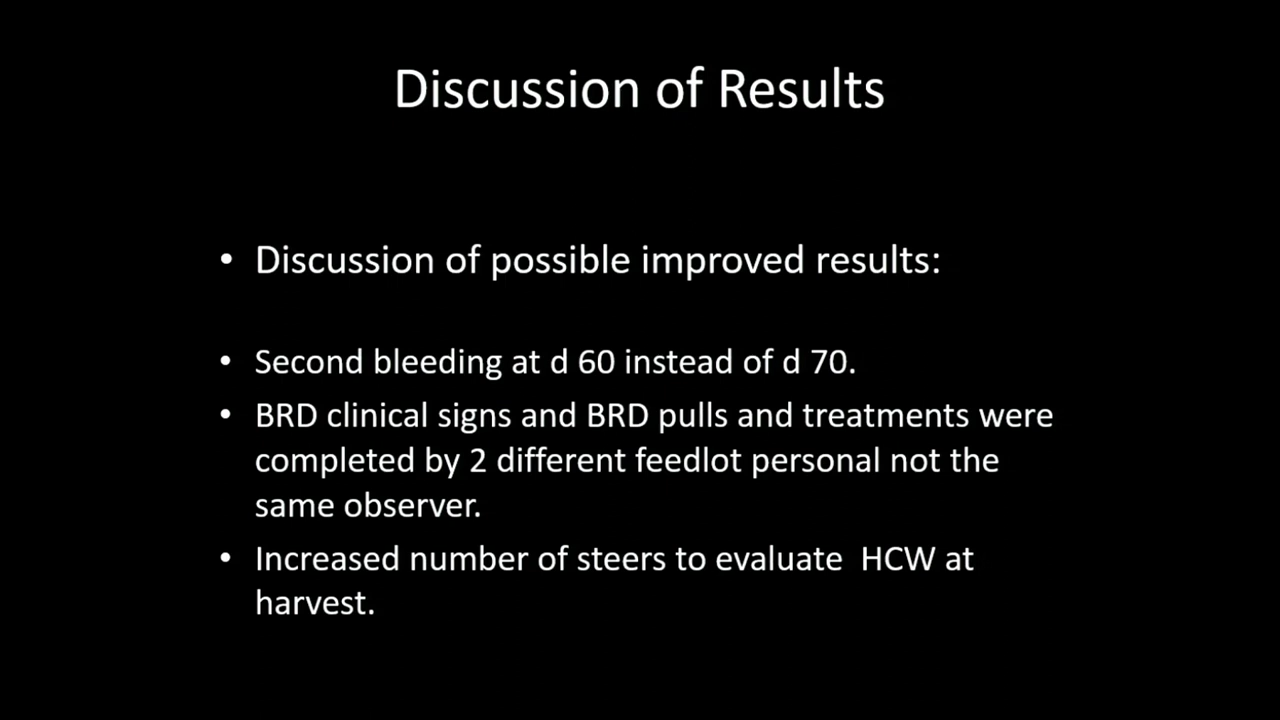 Discussion of Results
• Discussion of possible improved results:
• Second bleeding at d 60 instead of d 70.
• BRD clinical signs and BRD pulls and treatments were
completed by 2 different feedlot personal not the
same observer.
• Increased number of steers to evaluate  HCW at
harvest.